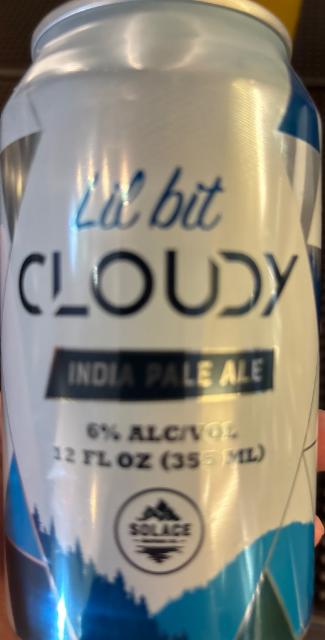 Lil bit
CLOUDY
INDIA PALE ALE
6% ALC/VOL
12 FL OZ (355 ML)
SOLACE